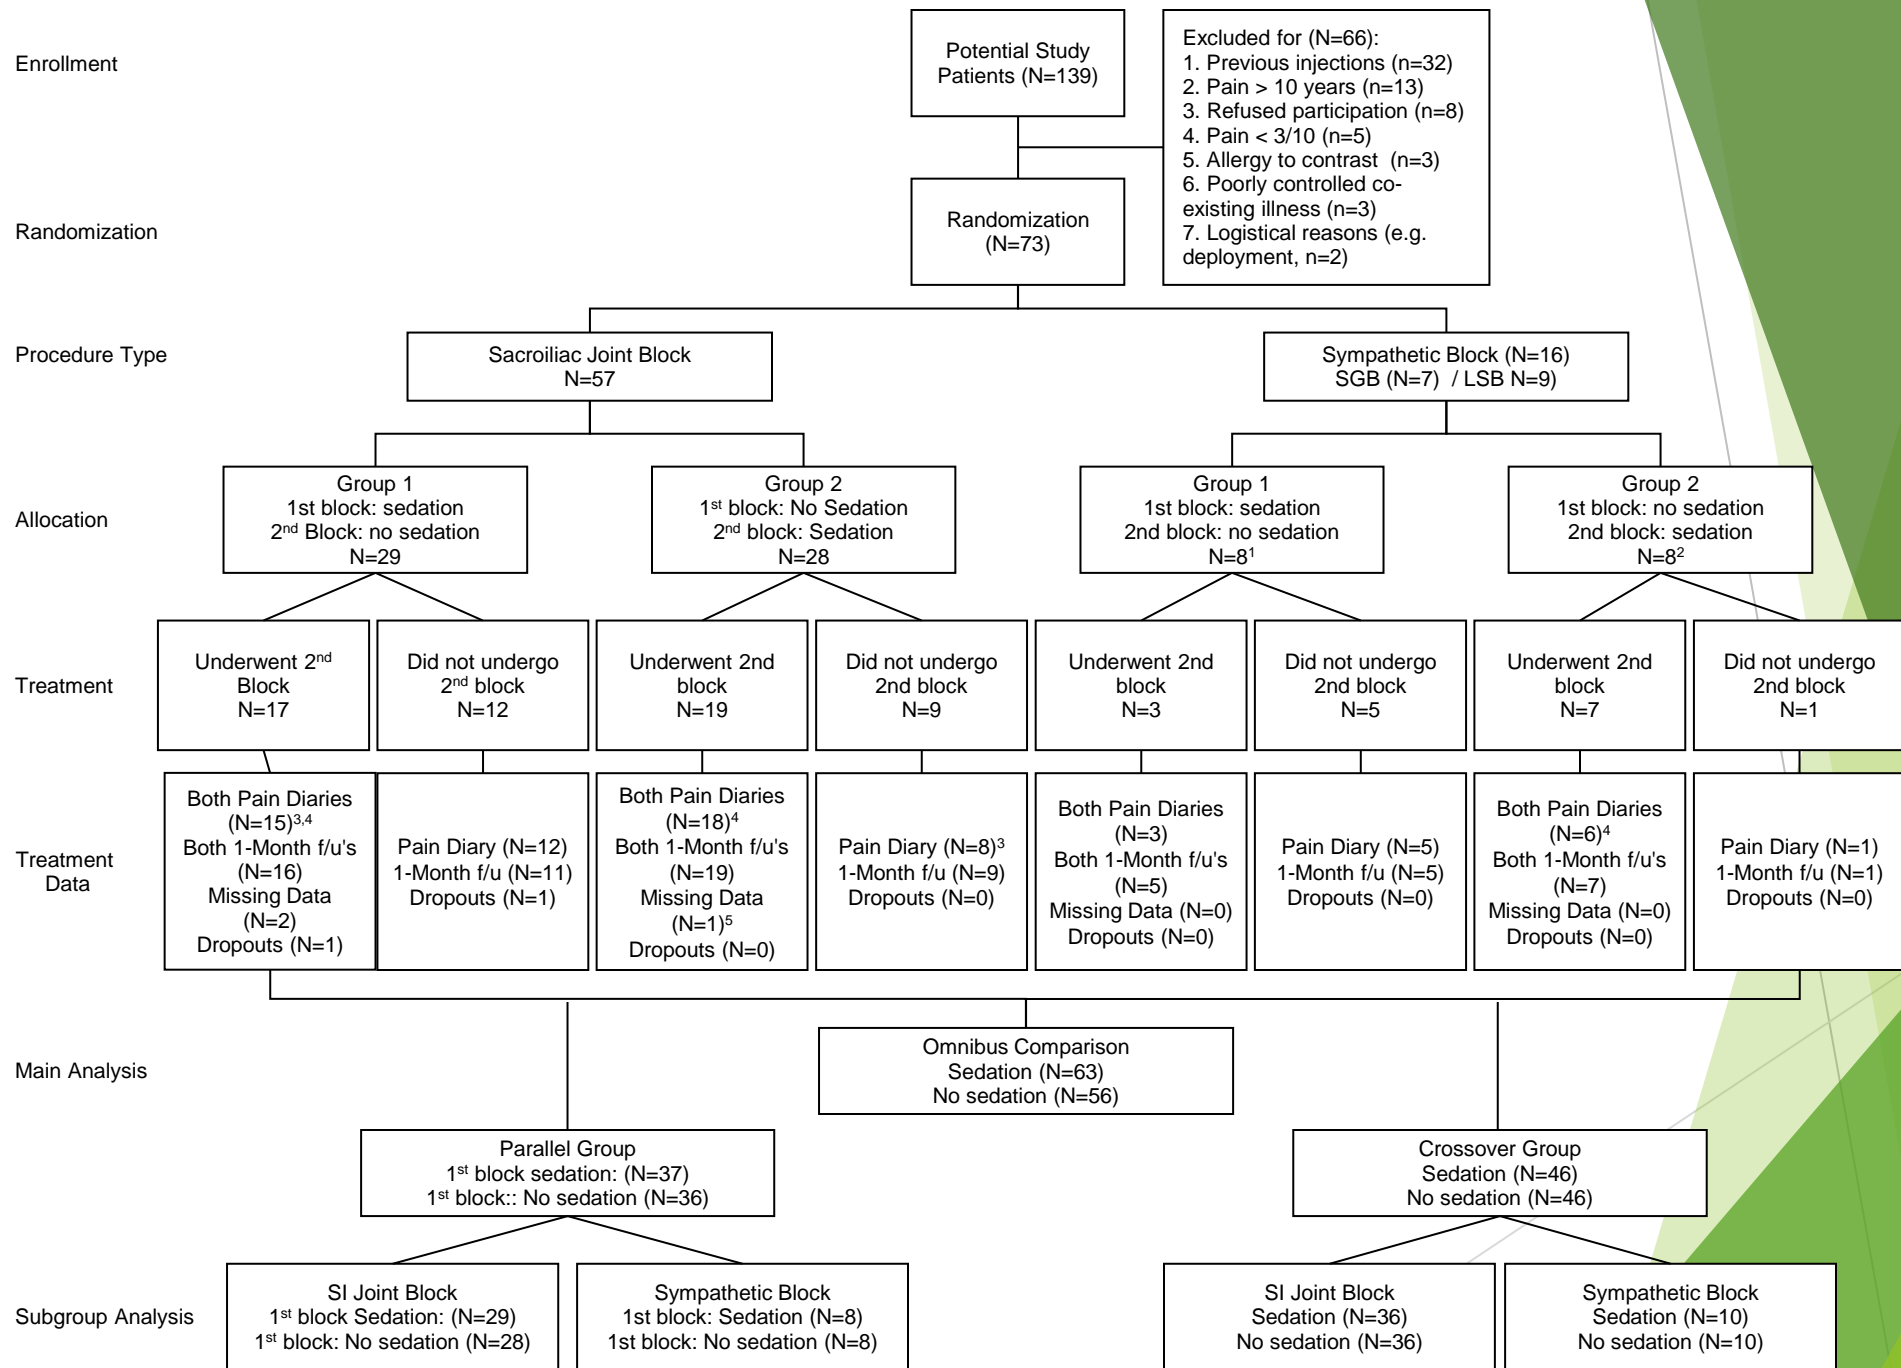 Enrollment
Potential Study
Patients (N=139)
Excluded for (N=66):
1. Previous injections (n=32)
2. Pain > 10 years (n=13)
3. Refused participation (n=8)
4. Pain < 3/10 (n=5)
5. Allergy to contrast (n=3)
6. Poorly controlled co-
existing illness (n=3)
7. Logistical reasons (e.g.
deployment, n=2)
Randomization
Randomization
(N=73)
Procedure Type
Sacroiliac Joint Block
N=57
Sympathetic Block (N=16)
SGB (N=7) / LSB N=9)
Allocation
Group 1
1st block: sedation
2nd Block: no sedation
N=29
Group 2
1st block: No Sedation
2nd block: Sedation
N=28
Group 1
1st block: sedation
2nd block: no sedation
N=8¹
Group 2
1st block: no sedation
2nd block: sedation
N=8²
Treatment
Underwent 2nd
Block
N=17
Did not undergo
2nd block
N=12
Underwent 2nd
block
N=19
Did not undergo
2nd block
N=9
Underwent 2nd
block
N=3
Did not undergo
2nd block
N=5
Underwent 2nd
block
N=7
Did not undergo
2nd block
N=1
Treatment
Data
Both Pain Diaries
(N=15)³,⁴
Both 1-Month f/u's
(N=16)
Missing Data
(N=2)
Dropouts (N=1)
Pain Diary (N=12)
1-Month f/u (N=11)
Dropouts (N=1)
Both Pain Diaries
(N=18)⁴
Both 1-Month f/u's
(N=19)
Missing Data
(N=1)⁵
Dropouts (N=0)
Pain Diary (N=8)³
1-Month f/u (N=9)
Dropouts (N=0)
Both Pain Diaries
(N=3)
Both 1-Month f/u's
(N=5)
Missing Data (N=0)
Dropouts (N=0)
Pain Diary (N=5)
1-Month f/u (N=5)
Dropouts (N=0)
Both Pain Diaries
(N=6)⁴
Both 1-Month f/u's
(N=7)
Missing Data (N=0)
Dropouts (N=0)
Pain Diary (N=1)
1-Month f/u (N=1)
Dropouts (N=0)
Main Analysis
Omnibus Comparison
Sedation (N=63)
No sedation (N=56)
Parallel Group
1st block sedation: (N=37)
1st block:: No sedation (N=36)
Crossover Group
Sedation (N=46)
No sedation (N=46)
Subgroup Analysis
SI Joint Block
1st block Sedation: (N=29)
1st block: No sedation (N=28)
Sympathetic Block
1st block: Sedation (N=8)
1st block: No sedation (N=8)
SI Joint Block
Sedation (N=36)
No sedation (N=36)
Sympathetic Block
Sedation (N=10)
No sedation (N=10)